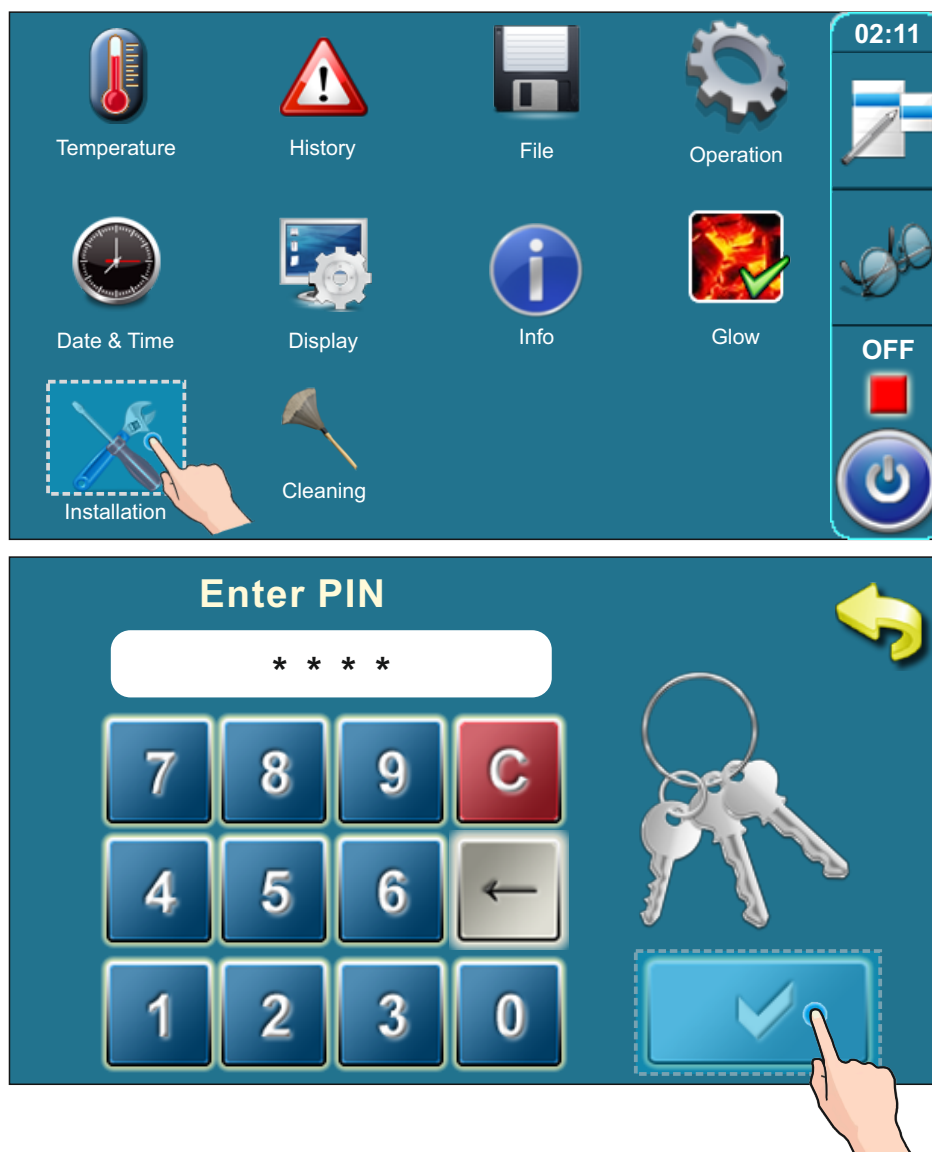 02:11
Temperature
History
File
Operation
Date & Time
Display
Info
Glow
OFF
Installation
Cleaning
Enter PIN
* * * *
7 8 9 C
4 5 6 ←
1 2 3 0